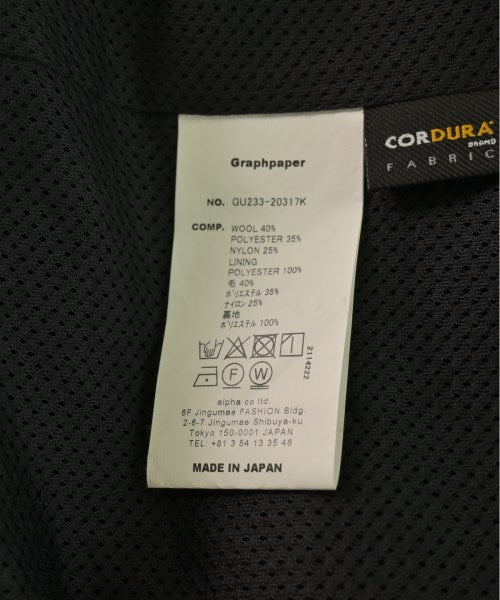 Graphpaper
NO. GU233-20317K
COMP. WOOL 40%
POLYESTER 35%
NYLON 25%
LINING
POLYESTER 100%
毛 40%
ポリエステル 35%
ナイロン 25%
裏地
ポリエステル 100%
2114222
F W
alpha co ltd.
6F Jingumae FASHION Bldg.
2-6-7 Jingumae Shibuya-ku
Tokyo 150-0001 JAPAN
TEL: +81 3 54 13 35 46
MADE IN JAPAN
CORDURA
BRAND
FABRIC